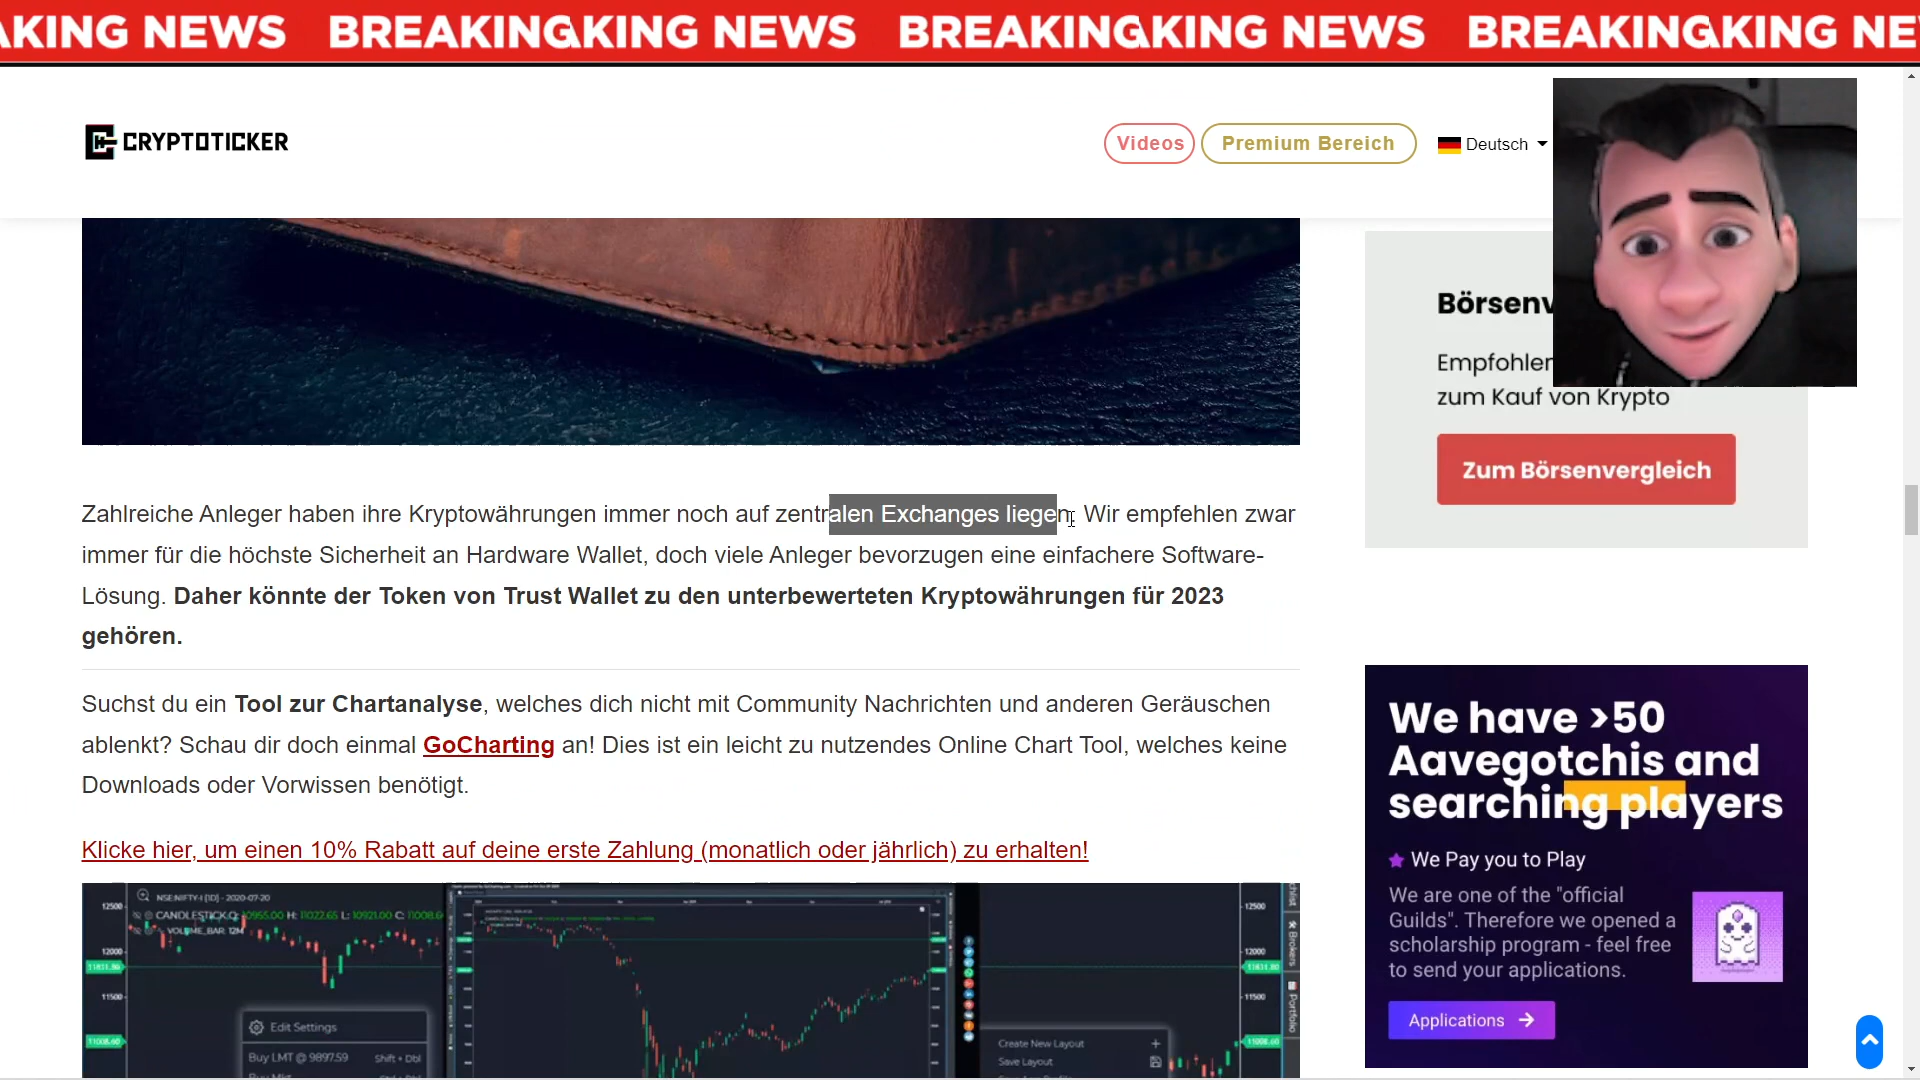 AKING NEWS BREAKINGKING NEWS BREAKINGKING NEWS BREAKINGKING NE
CRYPTOTICKER
Videos
Premium Bereich
Deutsch
Empfohlen
zum Kauf von Krypto
Zum Börsenvergleich
Zahlreiche Anleger haben ihre Kryptowährungen immer noch auf zentralen Exchanges liegen. Wir empfehlen zwar
immer für die höchste Sicherheit an Hardware Wallet, doch viele Anleger bevorzugen eine einfachere Software-
Lösung. Daher könnte der Token von Trust Wallet zu den unterbewerteten Kryptowährungen für 2023
gehören.
Suchst du ein Tool zur Chartanalyse, welches dich nicht mit Community Nachrichten und anderen Geräuschen
ablenkt? Schau dir doch einmal GoCharting an! Dies ist ein leicht zu nutzendes Online Chart Tool, welches keine
Downloads oder Vorwissen benötigt.
Klicke hier, um einen 10% Rabatt auf deine erste Zahlung (monatlich oder jährlich) zu erhalten!
We have >50
Aavegotchis and
searching players
We Pay you to Play
We are one of the "official
Guilds". Therefore we opened a
scholarship program - feel free
to send your applications.
Applications
12500
NSE:NIFTY-I [1D] - 2020-07-20
CANDLESTICK O: 10955.00 H: 11022.65 L: 10921.00 C: 11008.6
VOLUME_BAR: 12M
12000
11500
Edit Settings
Buy LMT @ 9897.59 Shift + Dbl
12500
12000
11500
Brokers
Portfolio
Create New Layout
Save Layout